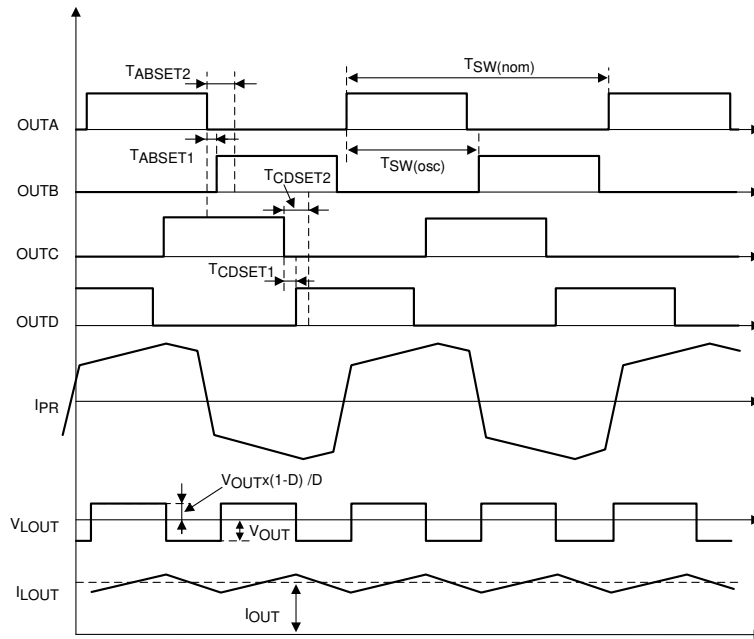 TABSET2
TSW(nom)
OUTA
TABSET1
TSW(osc)
OUTB
TCDSET2
OUTC
TCDSET1
OUTD
IPR
VOUTx(1-D) /D
VLOUT
VOUT
ILOUT
IOUT